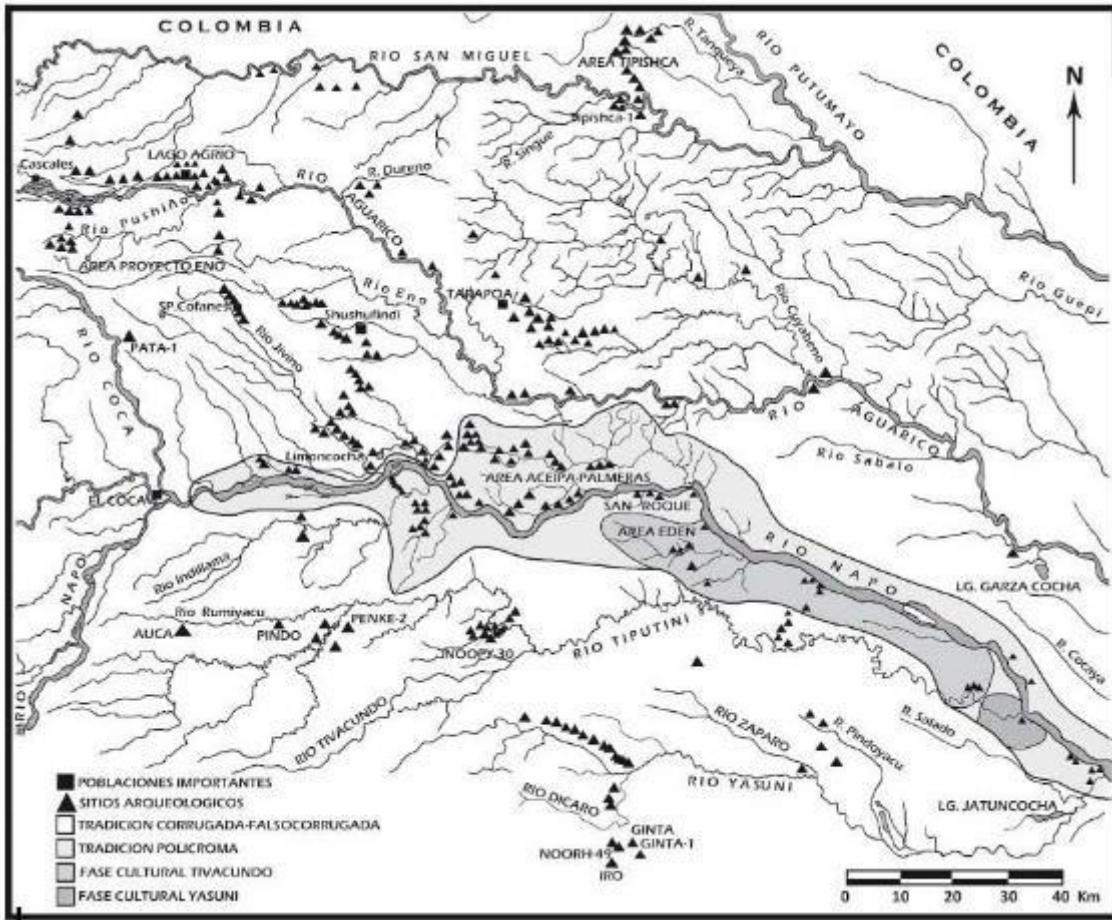 COLOMBIA
RIO SAN MIGUEL
R. Tangueya
RIO PUTUMAYO
COLOMBIA
N
AREA TIPISHCA
Tipishca-1
R. Singue
LAGO AGRIO
Cascales
R. Dureno
RIO AGUARICO
Rio Pushino
AREA PROYECTO ENO
Rio Eno
Rio Guepi
SP.Cofanes
Shushufindi
TARAPOA
Rio Cuyabeno
Rio Jivino
PATA-1
RIO COCA
RIO AGUARICO
Rio Sabalo
Limoncocha
AREA ACEIPA-PALMERAS
EL COCA
SAN ROQUE
AREA EDEN
RIO NAPO
Rio Indillama
LG. GARZA COCHA
Rio Rumiyacu
AUCA
PINDO
PENKE-2
RIO NAPO
RIO TIPUTINI
R. Cocaya
RIO TIVACUNDO
RIO ZAPARO
R. Pindoyacu
R. Salado
RIO YASUNI
RIO DICARO
LG. JATUNCOCHA
GINTA
NOORH-49
GINTA-1
IRO
POBLACIONES IMPORTANTES
SITIOS ARQUEOLOGICOS
TRADICION CORRUGADA-FALSOCORRUGADA
TRADICION POLICROMA
FASE CULTURAL TIVACUNDO
FASE CULTURAL YASUNI
0 10 20 30 40 Km